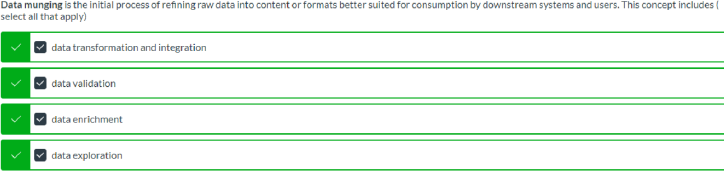 Data munging is the initial process of refining raw data into content or formats better suited for consumption by downstream systems and users. This concept includes (
select all that apply)
data transformation and integration
data validation
data enrichment
data exploration